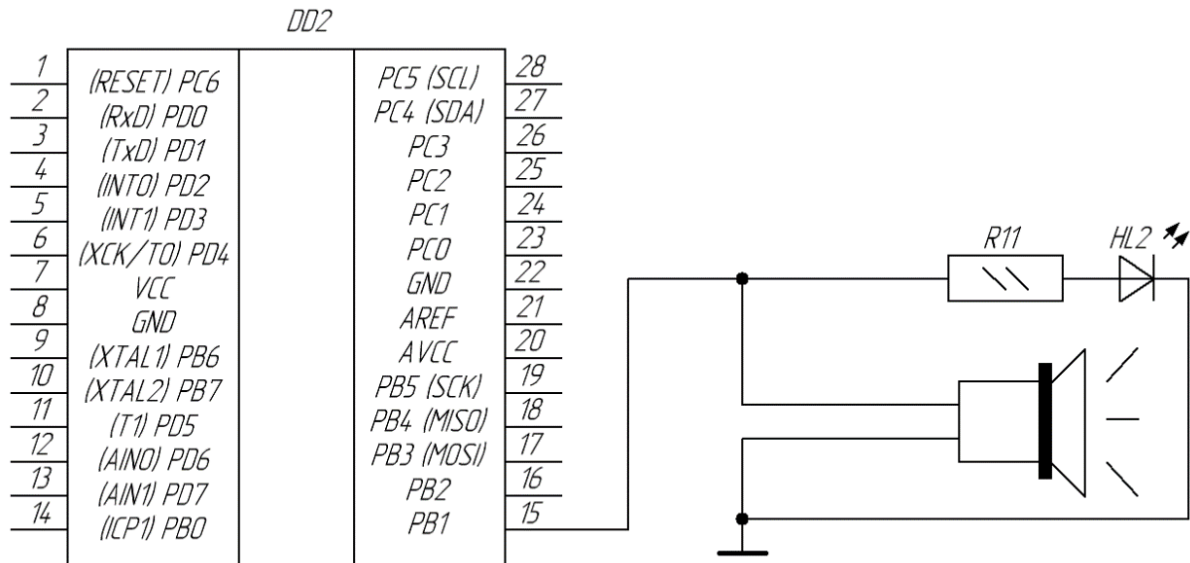 DD2
1 (RESET) PC6 PC5 (SCL) 28
2 (RxD) PD0 PC4 (SDA) 27
3 (TxD) PD1 PC3 26
4 (INT0) PD2 PC2 25
5 (INT1) PD3 PC1 24
6 (XCK/T0) PD4 PC0 23
7 VCC GND 22
8 GND AREF 21
9 (XTAL1) PB6 AVCC 20
10 (XTAL2) PB7 PB5 (SCK) 19
11 (T1) PD5 PB4 (MISO) 18
12 (AIN0) PD6 PB3 (MOSI) 17
13 (AIN1) PD7 PB2 16
14 (ICP1) PB0 PB1 15
R11 HL2